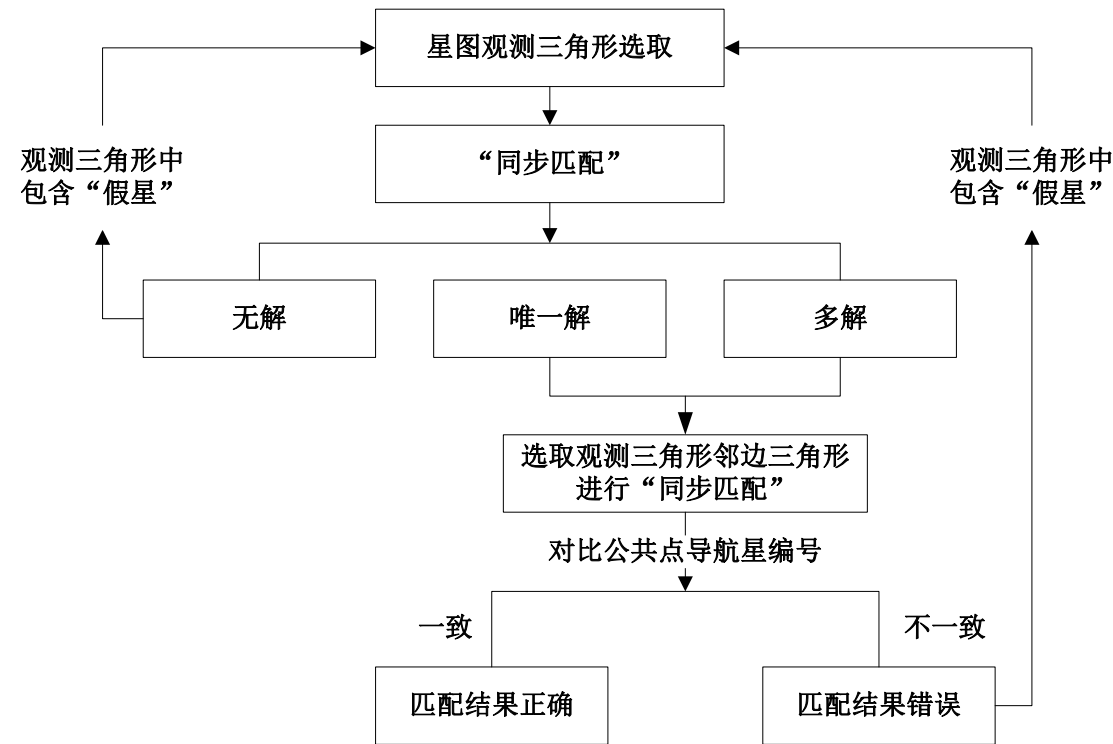 星图观测三角形选取
观测三角形中
包含“假星”
“同步匹配”
观测三角形中
包含“假星”
无解
唯一解
多解
选取观测三角形邻边三角形
进行“同步匹配”
对比公共点导航星编号
一致
不一致
匹配结果正确
匹配结果错误